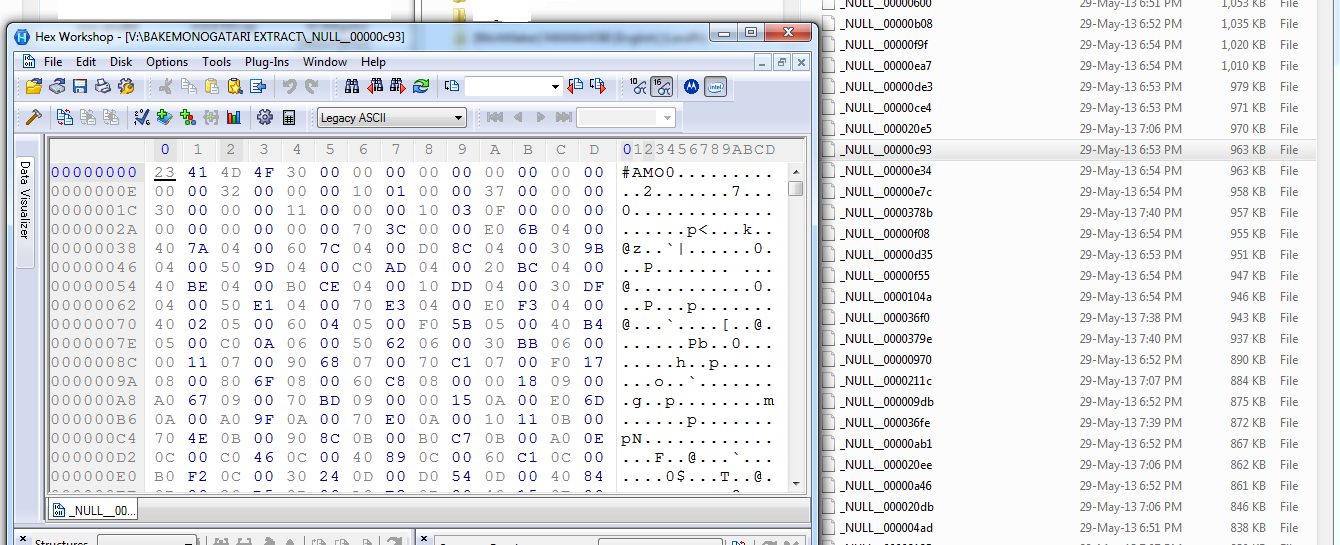 Hex Workshop - [V:\BAKEMONOGATARI EXTRACT\_NULL__00000c93]
File Edit Disk Options Tools Plug-Ins Window Help
Legacy ASCII
Data Visualizer
0 1 2 3 4 5 6 7 8 9 A B C D 0123456789ABCD
00000000 23 41 4D 4F 30 00 00 00 00 00 00 00 00 00 #AMO0.........
0000000E 00 00 32 00 00 00 10 01 00 00 37 00 00 00 ..2.......7...
0000001C 30 00 00 00 11 00 00 00 10 03 0F 00 00 00 0.............
0000002A 00 00 00 00 00 00 70 3C 00 00 E0 6B 04 00 ......p<...k..
00000038 40 7A 04 00 60 7C 04 00 D0 8C 04 00 30 9B @z..`|......0.
00000046 04 00 50 9D 04 00 C0 AD 04 00 20 BC 04 00 ..P....... ...
00000054 40 BE 04 00 B0 CE 04 00 10 DD 04 00 30 DF @...........0.
00000062 04 00 50 E1 04 00 70 E3 04 00 E0 F3 04 00 ..P...p.......
00000070 40 02 05 00 60 04 05 00 F0 5B 05 00 40 B4 @...`....[..@.
0000007E 05 00 C0 0A 06 00 50 62 06 00 30 BB 06 00 ......Pb..0...
0000008C 00 11 07 00 90 68 07 00 70 C1 07 00 F0 17 .....h..p.....
0000009A 08 00 80 6F 08 00 60 C8 08 00 00 18 09 00 ...o..`.......
000000A8 A0 67 09 00 70 BD 09 00 00 15 0A 00 E0 6D .g..p........m
000000B6 0A 00 A0 9F 0A 00 70 E0 0A 00 10 11 0B 00 ......p.......
000000C4 70 4E 0B 00 90 8C 0B 00 B0 C7 0B 00 A0 0E pN............
000000D2 0C 00 C0 46 0C 00 40 89 0C 00 60 C1 0C 00 ...F..@...`...
000000E0 B0 F2 0C 00 30 24 0D 00 D0 54 0D 00 40 84 ....0$...T..@.
_NULL__00...
Structures
_NULL__00000600 29-May-13 6:51 PM 1,053 KB File
_NULL__00000b08 29-May-13 6:52 PM 1,035 KB File
_NULL__00000f9f 29-May-13 6:54 PM 1,020 KB File
_NULL__00000ea7 29-May-13 6:54 PM 1,010 KB File
_NULL__00000de3 29-May-13 6:53 PM 979 KB File
_NULL__00000ce4 29-May-13 6:53 PM 971 KB File
_NULL__000020e5 29-May-13 7:06 PM 970 KB File
_NULL__00000c93 29-May-13 6:53 PM 963 KB File
_NULL__00000e34 29-May-13 6:54 PM 963 KB File
_NULL__00000e7c 29-May-13 6:54 PM 958 KB File
_NULL__0000378b 29-May-13 7:40 PM 957 KB File
_NULL__00000f08 29-May-13 6:54 PM 955 KB File
_NULL__00000d35 29-May-13 6:53 PM 951 KB File
_NULL__00000f55 29-May-13 6:54 PM 947 KB File
_NULL__0000104a 29-May-13 6:54 PM 946 KB File
_NULL__000036f0 29-May-13 7:38 PM 943 KB File
_NULL__0000379e 29-May-13 7:40 PM 937 KB File
_NULL__00000970 29-May-13 6:52 PM 890 KB File
_NULL__0000211c 29-May-13 7:07 PM 884 KB File
_NULL__000009db 29-May-13 6:52 PM 875 KB File
_NULL__000036fe 29-May-13 7:39 PM 872 KB File
_NULL__00000ab1 29-May-13 6:52 PM 867 KB File
_NULL__000020ee 29-May-13 7:06 PM 862 KB File
_NULL__00000a46 29-May-13 6:52 PM 861 KB File
_NULL__000020db 29-May-13 7:06 PM 846 KB File
_NULL__000004ad 29-May-13 6:51 PM 838 KB File